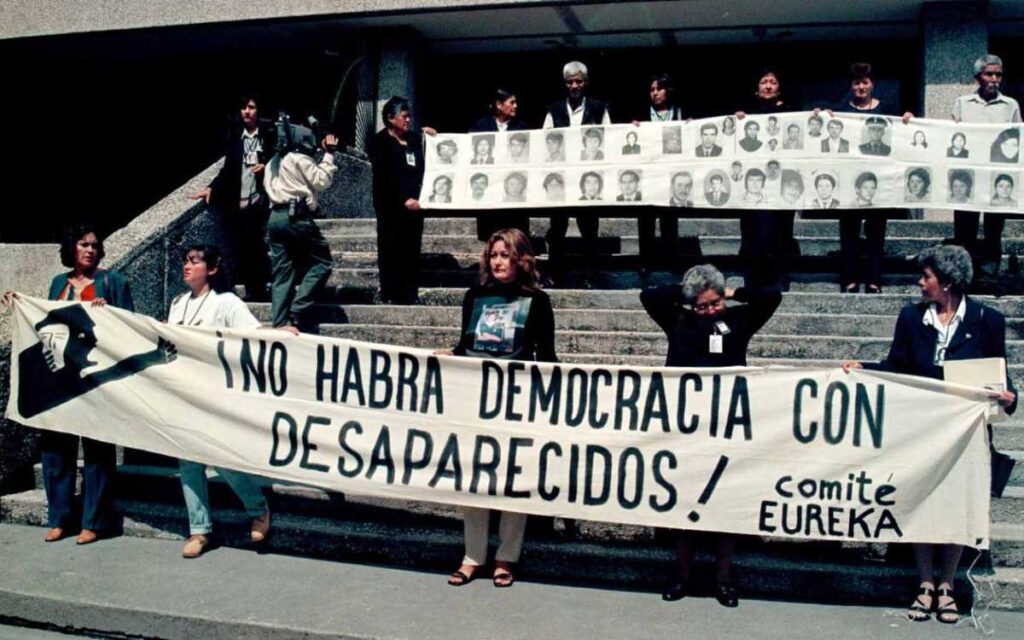 ¡NO HABRA DEMOCRACIA CON
DESAPARECIDOS!
comité
EUREKA